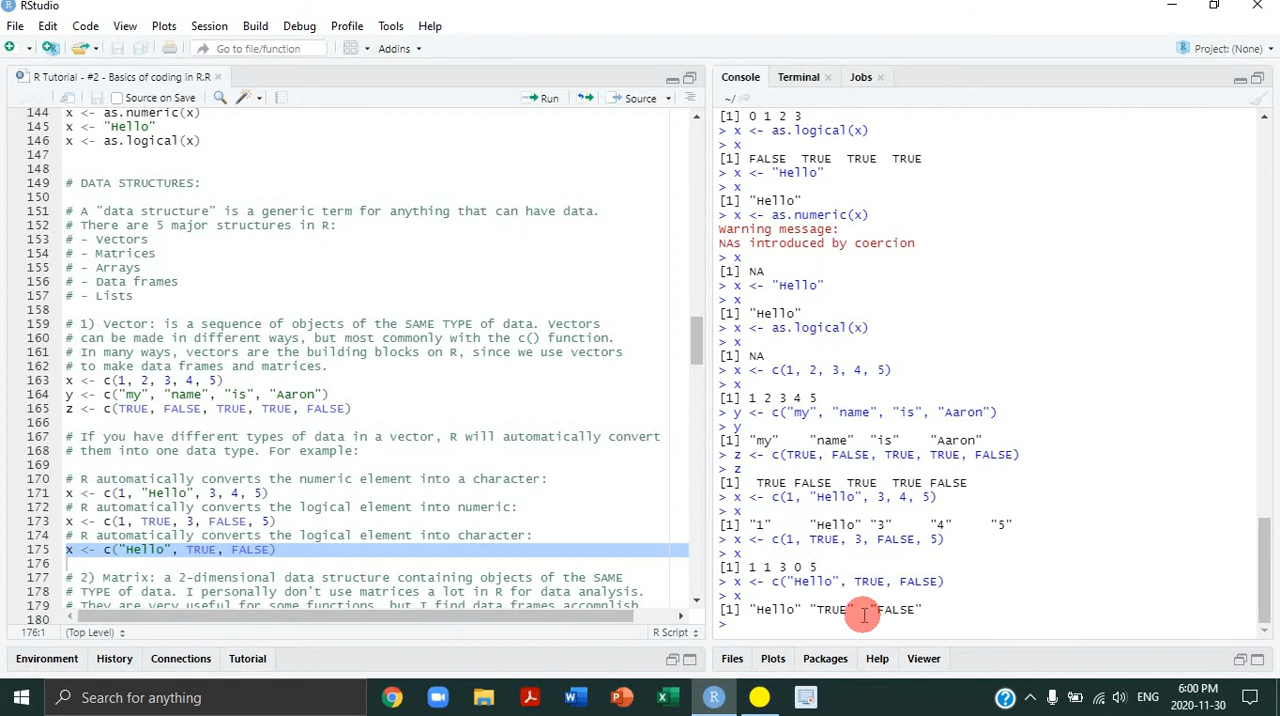 RStudio
File Edit Code View Plots Session Build Debug Profile Tools Help
Go to file/function Addins Project: (None)
R Tutorial - #2 - Basics of coding in R.R
Source on Save Run Source
144 x <- as.numeric(x)
145 x <- "Hello"
146 x <- as.logical(x)
147
148
149 # DATA STRUCTURES:
150
151 # A "data structure" is a generic term for anything that can have data.
152 # There are 5 major structures in R:
153 # - Vectors
154 # - Matrices
155 # - Arrays
156 # - Data frames
157 # - Lists
158
159 # 1) Vector: is a sequence of objects of the SAME TYPE of data. Vectors
160 # can be made in different ways, but most commonly with the c() function.
161 # In many ways, vectors are the building blocks on R, since we use vectors
162 # to make data frames and matrices.
163 x <- c(1, 2, 3, 4, 5)
164 y <- c("my", "name", "is", "Aaron")
165 z <- c(TRUE, FALSE, TRUE, TRUE, FALSE)
166
167 # If you have different types of data in a vector, R will automatically convert
168 # them into one data type. For example:
169
170 # R automatically converts the numeric element into a character:
171 x <- c(1, "Hello", 3, 4, 5)
172 # R automatically converts the logical element into numeric:
173 x <- c(1, TRUE, 3, FALSE, 5)
174 # R automatically converts the logical element into character:
175 x <- c("Hello", TRUE, FALSE)
176
177 # 2) Matrix: a 2-dimensional data structure containing objects of the SAME
178 # TYPE of data. I personally don't use matrices a lot in R for data analysis.
179 # They are very useful for some functions, but I find data frames accomplish
180
176:1 (Top Level) R Script
Environment History Connections Tutorial
Console Terminal Jobs
~/
[1] 0 1 2 3
> x <- as.logical(x)
> x
[1] FALSE TRUE TRUE TRUE
> x <- "Hello"
> x
[1] "Hello"
> x <- as.numeric(x)
Warning message:
NAs introduced by coercion
> x
[1] NA
> x <- "Hello"
> x
[1] "Hello"
> x <- as.logical(x)
> x
[1] NA
> x <- c(1, 2, 3, 4, 5)
> x
[1] 1 2 3 4 5
> y <- c("my", "name", "is", "Aaron")
> y
[1] "my" "name" "is" "Aaron"
> z <- c(TRUE, FALSE, TRUE, TRUE, FALSE)
> z
[1] TRUE FALSE TRUE TRUE FALSE
> x <- c(1, "Hello", 3, 4, 5)
> x
[1] "1" "Hello" "3" "4" "5"
> x <- c(1, TRUE, 3, FALSE, 5)
> x
[1] 1 1 3 0 5
> x <- c("Hello", TRUE, FALSE)
> x
[1] "Hello" "TRUE" "FALSE"
>
Files Plots Packages Help Viewer
Search for anything
ENG
6:00 PM
2020-11-30